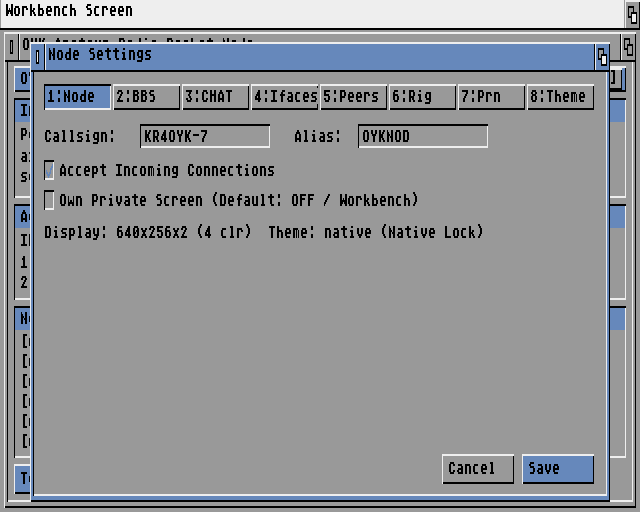 Workbench Screen
Node Settings
1:Node 2:BBS 3:CHAT 4:Ifaces 5:Peers 6:Rig 7:Prn 8:Theme
Callsign: KR4OYK-7 Alias: OYKNOD
Accept Incoming Connections
Own Private Screen (Default: OFF / Workbench)
Display: 640x256x2 (4 clr) Theme: native (Native Lock)
1
2
Cancel Save